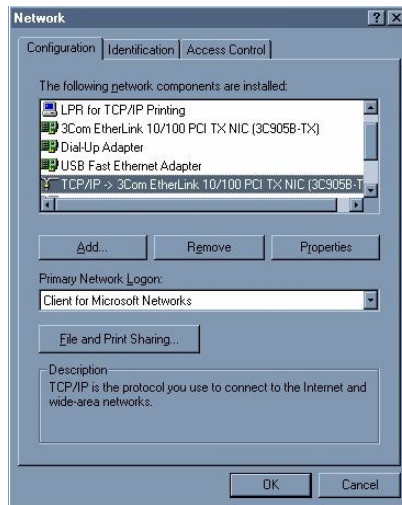 Network
Configuration Identification Access Control
The following network components are installed:
LPR for TCP/IP Printing
3Com EtherLink 10/100 PCI TX NIC (3C905B-TX)
Dial-Up Adapter
USB Fast Ethernet Adapter
TCP/IP -> 3Com EtherLink 10/100 PCI TX NIC (3C905B-T
Add... Remove Properties
Primary Network Logon:
Client for Microsoft Networks
File and Print Sharing...
Description
TCP/IP is the protocol you use to connect to the Internet and
wide-area networks.
OK Cancel